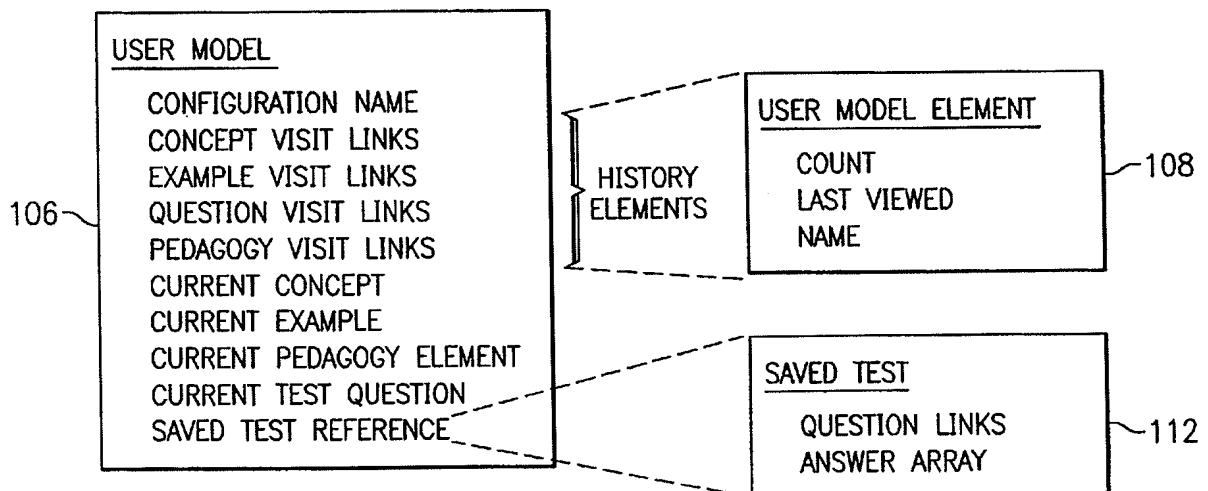 USER MODEL
CONFIGURATION NAME
CONCEPT VISIT LINKS
EXAMPLE VISIT LINKS
QUESTION VISIT LINKS
PEDAGOGY VISIT LINKS
CURRENT CONCEPT
CURRENT EXAMPLE
CURRENT PEDAGOGY ELEMENT
CURRENT TEST QUESTION
SAVED TEST REFERENCE
106
HISTORY
ELEMENTS
USER MODEL ELEMENT
COUNT
LAST VIEWED
NAME
108
SAVED TEST
QUESTION LINKS
ANSWER ARRAY
112